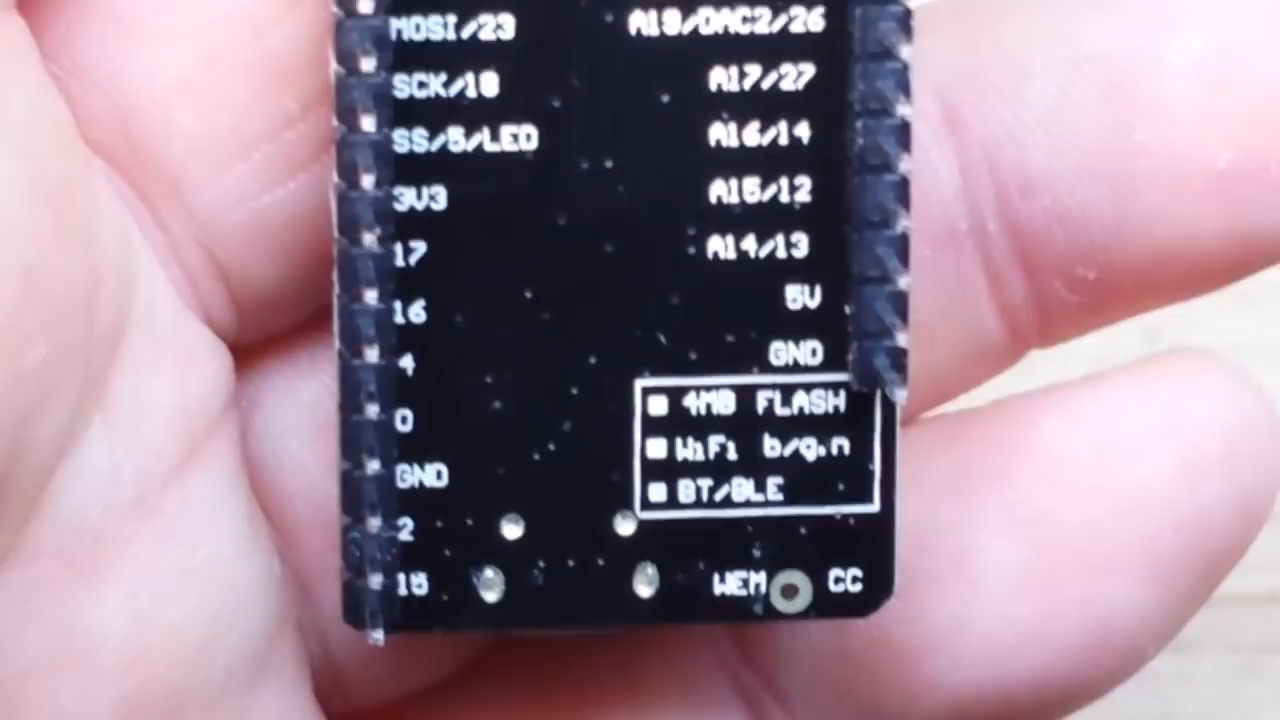 MOSI/23
SCK/18
SS/5/LED
3V3
17
16
4
0
GND
2
15
A19/DAC2/26
A17/27
A16/14
A15/12
A14/13
5V
GND
4MB FLASH
WiFi b/g.n
BT/BLE
WEM CC